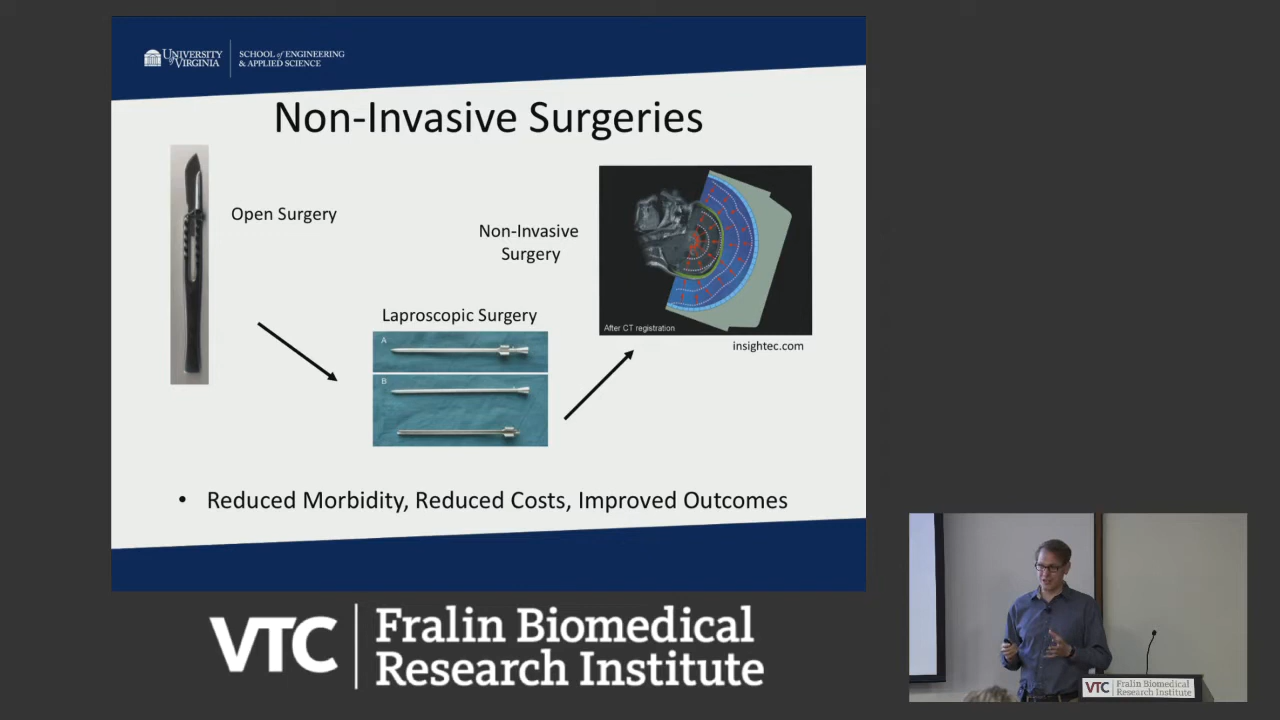 UNIVERSITY of VIRGINIA
SCHOOL of ENGINEERING
& APPLIED SCIENCE
Non-Invasive Surgeries
Open Surgery
Non-Invasive
Surgery
Laproscopic Surgery
A
B
After CT registration
insightec.com
• Reduced Morbidity, Reduced Costs, Improved Outcomes
VTC
Fralin Biomedical
Research Institute
VTC
Fralin Biomedical
Research Institute